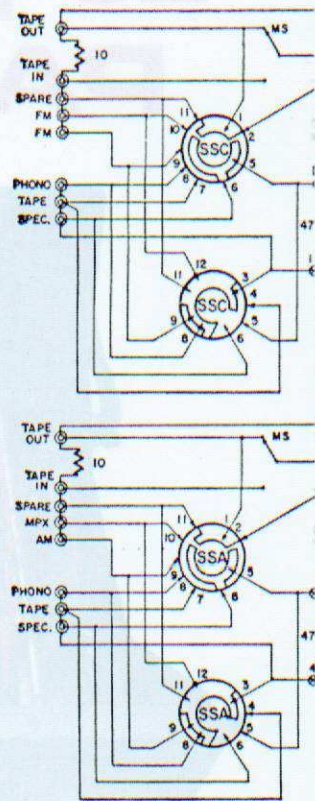 TAPE OUT
MS
10
TAPE IN
SPARE
FM
FM
11
1
10
2
SSC
9
8
5
7
6
PHONO
TAPE
SPEC.
47
12
11
3
SSC
4
9
8
5
6
TAPE OUT
MS
10
TAPE IN
SPARE
MPX
AM
11
1
10
2
SSA
9
8
5
7
6
PHONO
TAPE
SPEC.
47
12
11
3
SSA
4
9
8
5
6